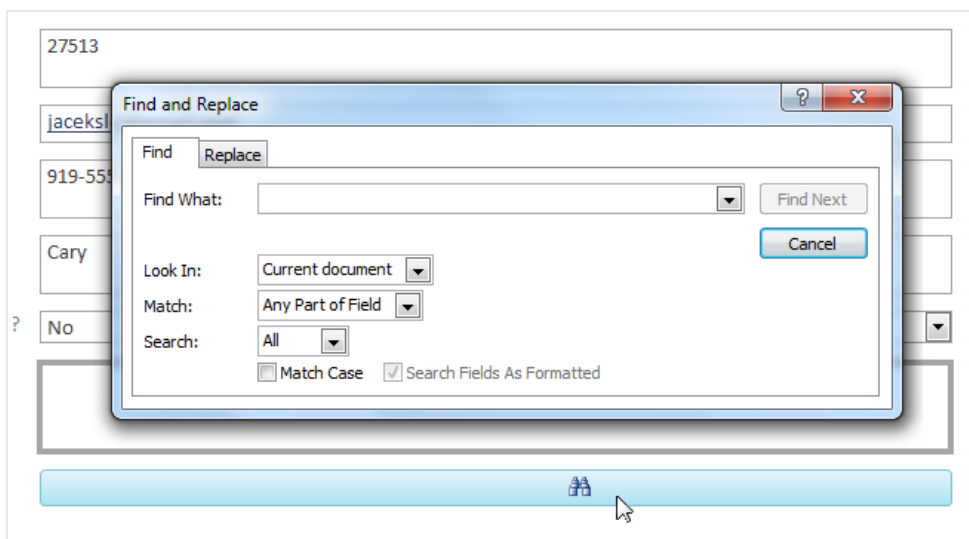 27513
Find and Replace
jaceksl
Find
Replace
919-555
Find What:
Find Next
Cancel
Cary
Look In:
Current document
Match:
Any Part of Field
?
No
Search:
All
Match Case
Search Fields As Formatted